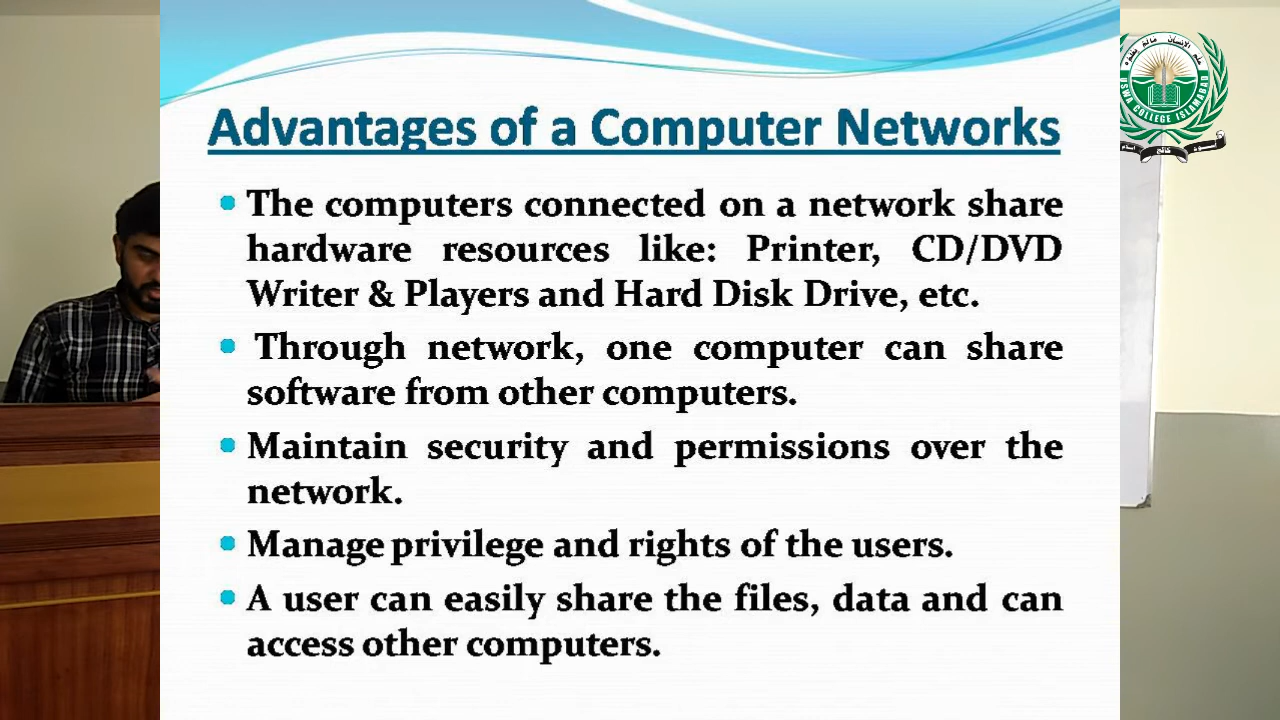 Advantages of a Computer Networks
• The computers connected on a network share
hardware resources like: Printer, CD/DVD
Writer & Players and Hard Disk Drive, etc.
• Through network, one computer can share
software from other computers.
• Maintain security and permissions over the
network.
• Manage privilege and rights of the users.
• A user can easily share the files, data and can
access other computers.
USWA COLLEGE ISLAMABAD